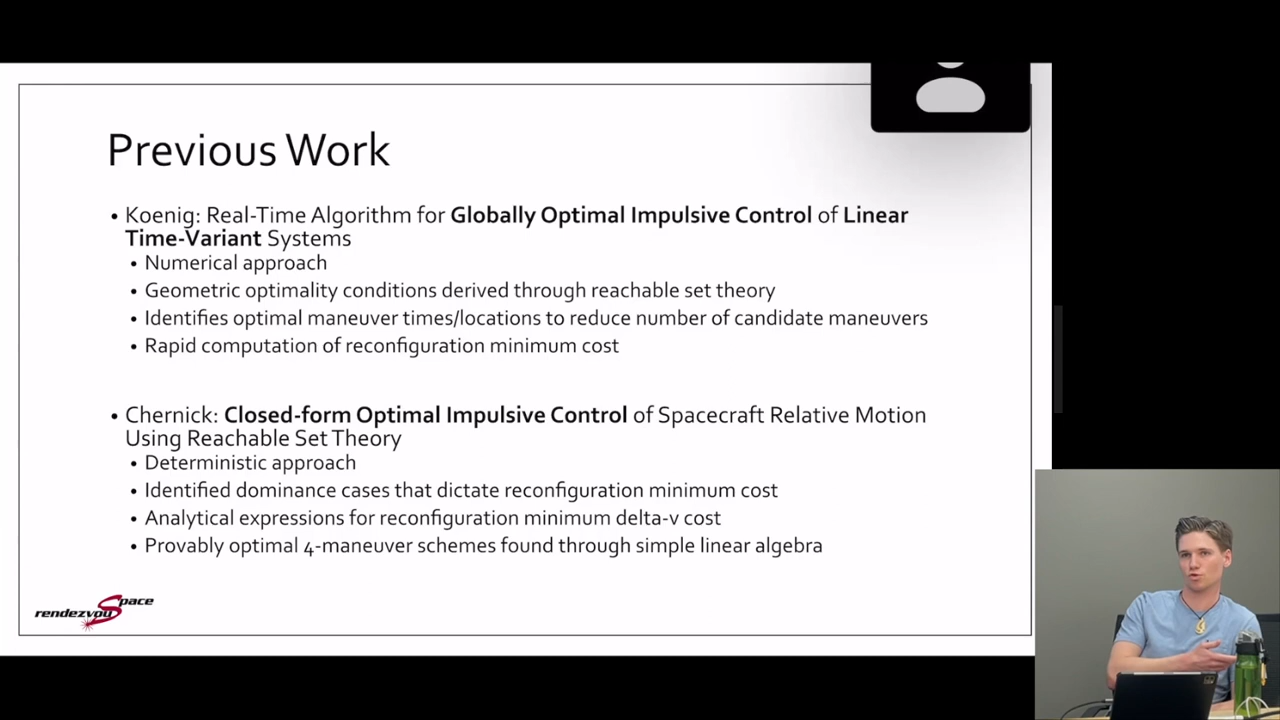 Previous Work
• Koenig: Real-Time Algorithm for Globally Optimal Impulsive Control of Linear
Time-Variant Systems
• Numerical approach
• Geometric optimality conditions derived through reachable set theory
• Identifies optimal maneuver times/locations to reduce number of candidate maneuvers
• Rapid computation of reconfiguration minimum cost
• Chernick: Closed-form Optimal Impulsive Control of Spacecraft Relative Motion
Using Reachable Set Theory
• Deterministic approach
• Identified dominance cases that dictate reconfiguration minimum cost
• Analytical expressions for reconfiguration minimum delta-v cost
• Provably optimal 4-maneuver schemes found through simple linear algebra
rendezvouSpace